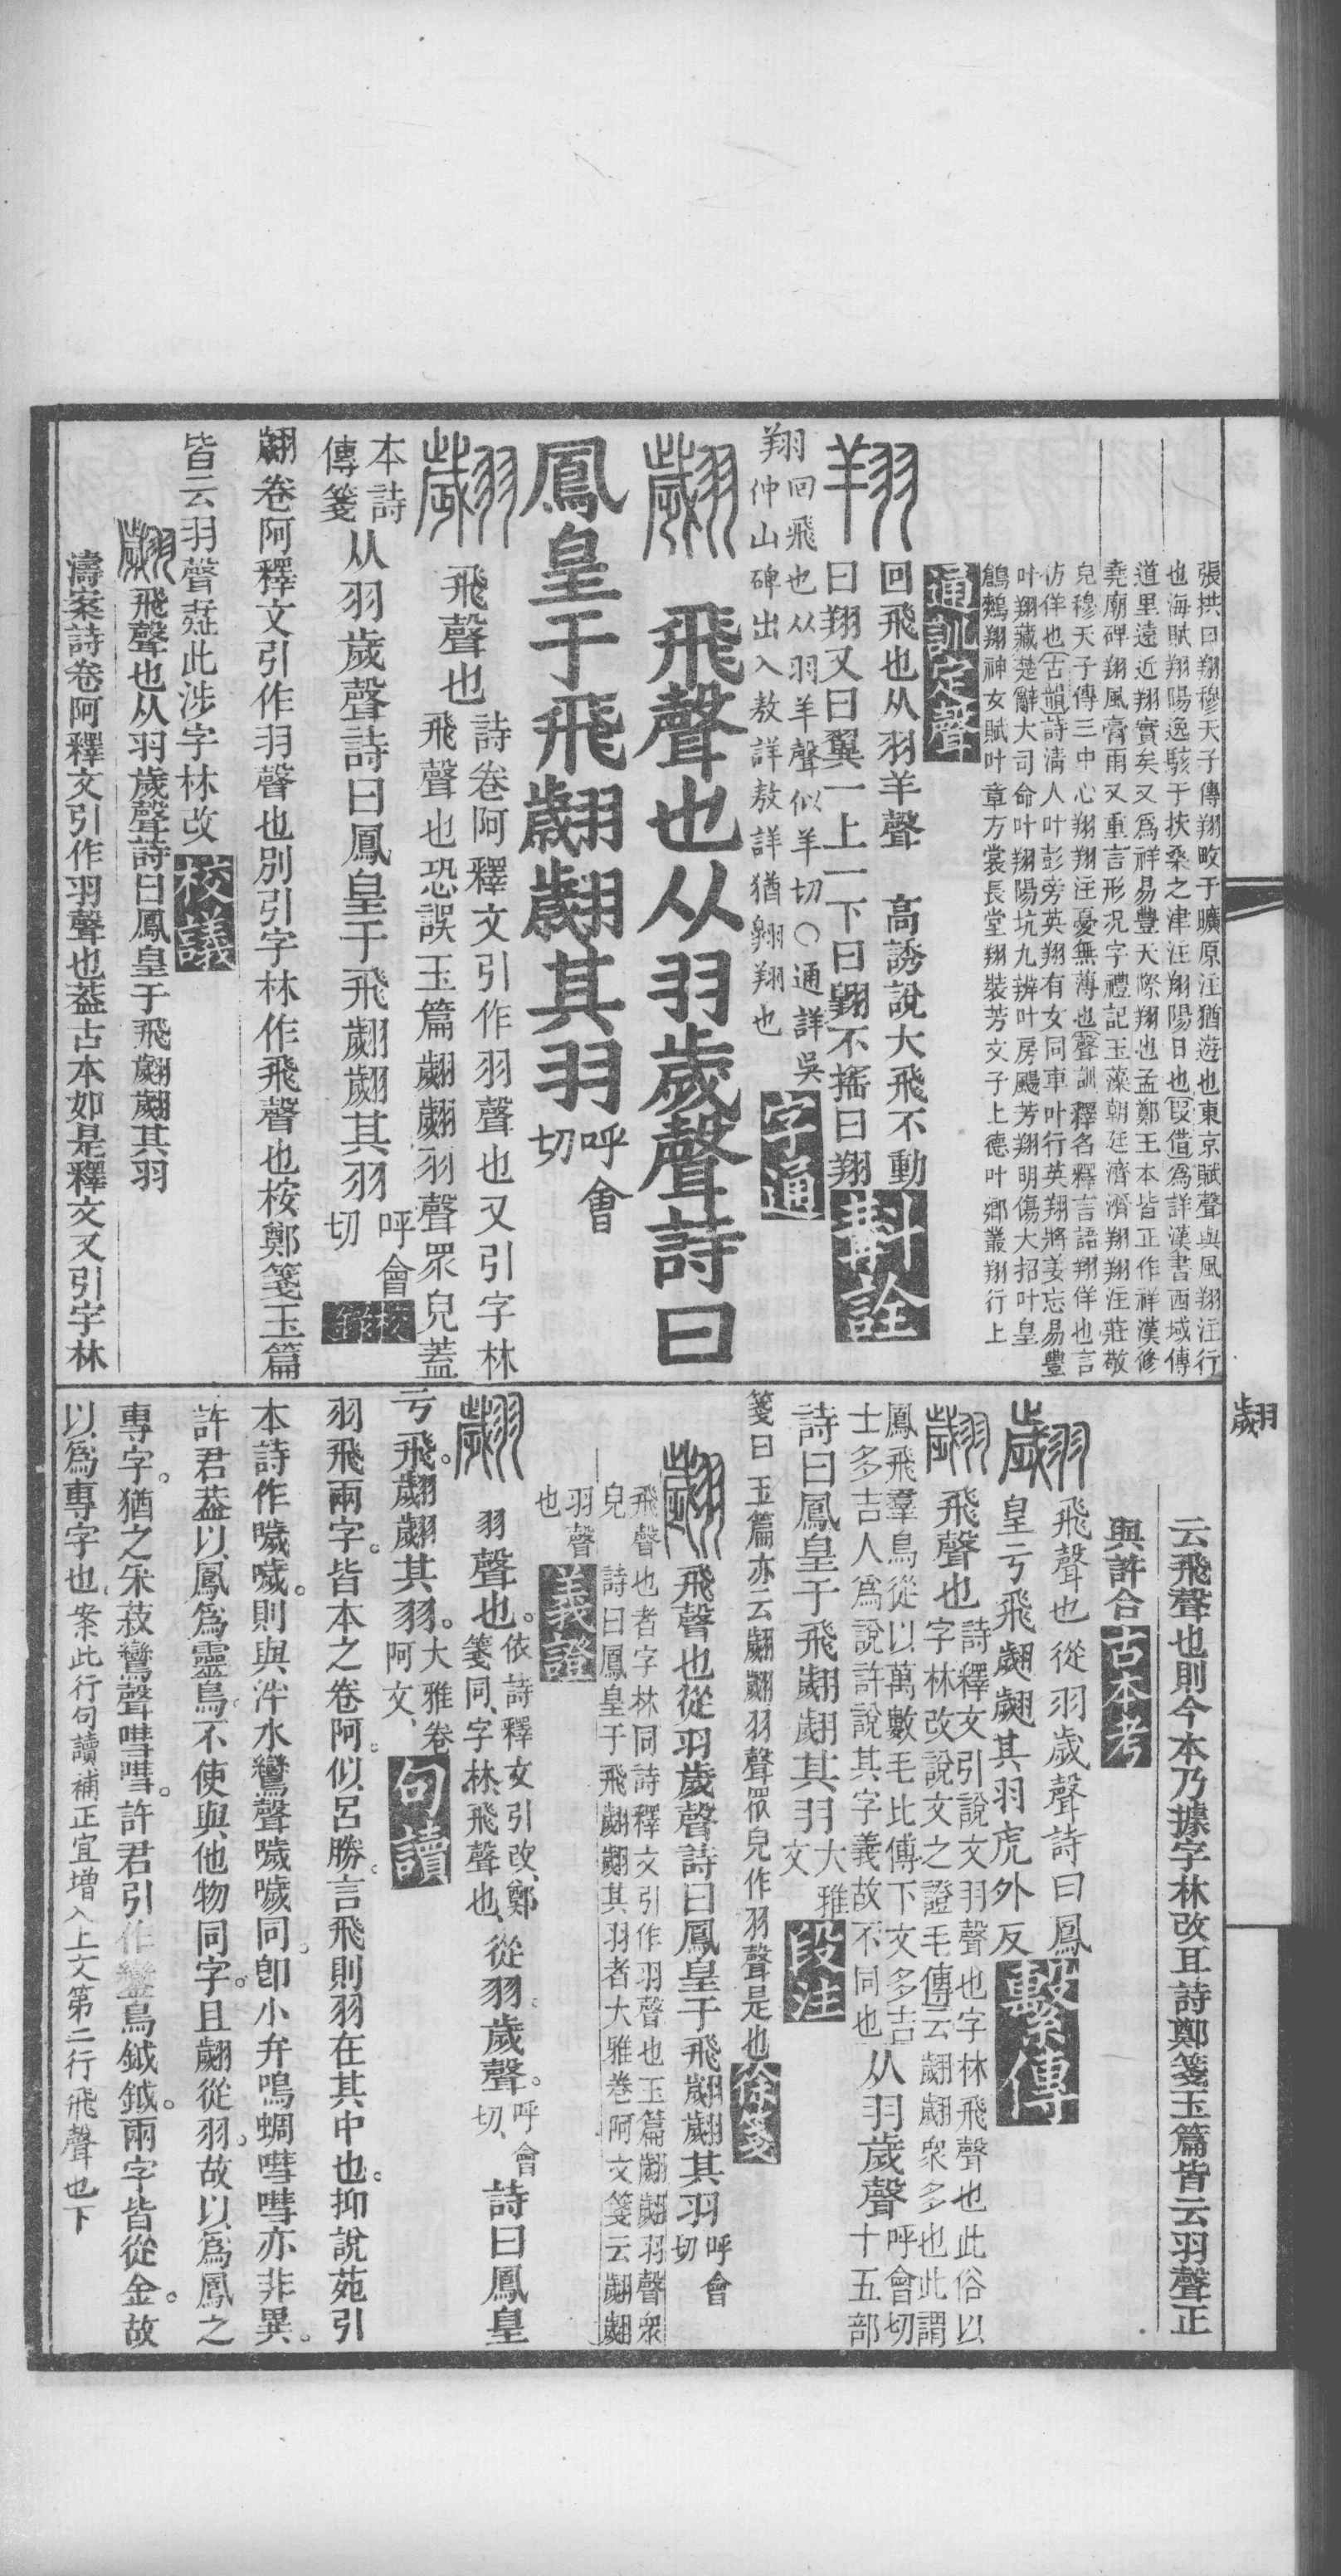 張拱曰翔穆天子傳翔畋于曠原注猶遊也東京賦聲與風翔注行
也海賦翔陽逸駭于扶桑之津注翔陽日也叚借爲詳漢書西域傳
道里遠近翔實矣又爲祥易豐天際翔也孟鄭王本皆正作祥漢修
堯廟碑翔風膏雨又重言形况字禮記玉藻朝廷濟濟翔翔注莊敬
皃穆天子傳三中心翔翔注憂無薄也聲訓釋名釋言語翔佯也言
仿佯也古韻詩淸人叶彭旁英翔有女同車叶行英翔將姜忘易豐
叶翔藏楚辭大司命叶翔陽坑九辨叶房颺芳翔明傷大招叶皇
鷛鶊翔神女賦叶章方裳長堂翔裝芳文子上德叶鄕叢翔行上
通訓定聲
翔
回飛也从羽羊聲　高誘說大飛不動
曰翔又曰翼一上一下曰翺不搖曰翔
斠詮
翔回飛也从羽羊聲似羊切〇通詳吳
翔仲山碑出入敖詳敖詳猶翺翔也
字通
翽　飛聲也从羽歲聲詩曰
鳳皇于飛翽翽其羽呼會切
翽　飛聲也詩卷阿釋文引作羽聲也又引字林
飛聲也恐誤玉篇翽翽羽聲眾皃蓋
本詩傳箋从羽歲聲詩曰鳳皇于飛翽翽其羽呼會切
校錄
翽卷阿釋文引作羽聲也別引字林作飛聲也桉鄭箋玉篇
皆云羽聲葢此涉字林改校議
翽飛聲也从羽歲聲詩曰鳳皇于飛翽翽其羽
濤案詩卷阿釋文引作羽聲也葢古本如是釋文又引字林
翽
云飛聲也則今本乃據字林改耳詩鄭箋玉篇皆云羽聲正
與許合古本考
翽飛聲也從羽歲聲詩曰鳳
皇亏飛翽翽其羽虎外反繫傳
翽飛聲也詩釋文引說文羽聲也字林飛聲也此俗以
字林改說文之證毛傳云翽翽衆多也此謂
鳳飛羣鳥從以萬數毛比傅下文多吉
士多吉人爲說許說其字義故不同也从羽歲聲呼會切十五部
詩曰鳳皇于飛翽翽其羽大雅文段注
箋曰玉篇亦云翽翽羽聲眾皃作羽聲是也徐箋
翽飛聲也從羽歲聲詩曰鳳皇于飛翽翽其羽呼會切
飛聲也者字林同詩釋文引作羽聲也玉篇翽翽羽聲衆
皃　詩曰鳳皇于飛翽翽其羽者大雅卷阿文箋云翽翽
羽聲也義證
翽　羽聲也。依詩釋文引改、鄭箋同、字林、飛聲也、從羽歲聲。呼會切、詩曰鳳皇
亏飛。翽翽其羽。大雅卷阿文、句讀
羽飛兩字。皆本之卷阿。似呂勝。言飛則羽在其中也。抑說苑引
本詩作噦噦。則與泮水鸞聲噦噦同。卽小弁鳴蜩嘒嘒亦非異。
許君葢以鳳爲靈鳥。不使與他物同字。且翽從羽。故以爲鳳之
專字。猶之采菽鸞聲嘒嘒。許君引作鑾鳥鉞鉞。兩字皆從金。故
以爲專字也案此行句讀補正宜增入上文第二行飛聲也下